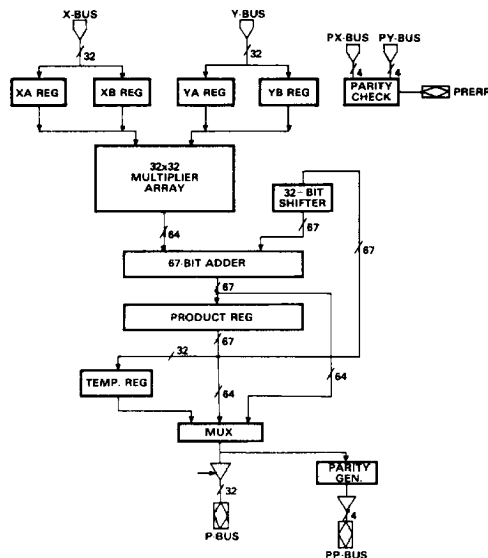 X-BUS
Y-BUS
PX-BUS
PY-BUS
32
32
4
4
XA REG
XB REG
YA REG
YB REG
PARITY
CHECK
PRERR
32x32
MULTIPLIER
ARRAY
32-BIT
SHIFTER
64
67
67
67-BIT ADDER
67
PRODUCT REG
32
67
TEMP. REG
64
64
MUX
PARITY
GEN.
32
4
P-BUS
PP-BUS